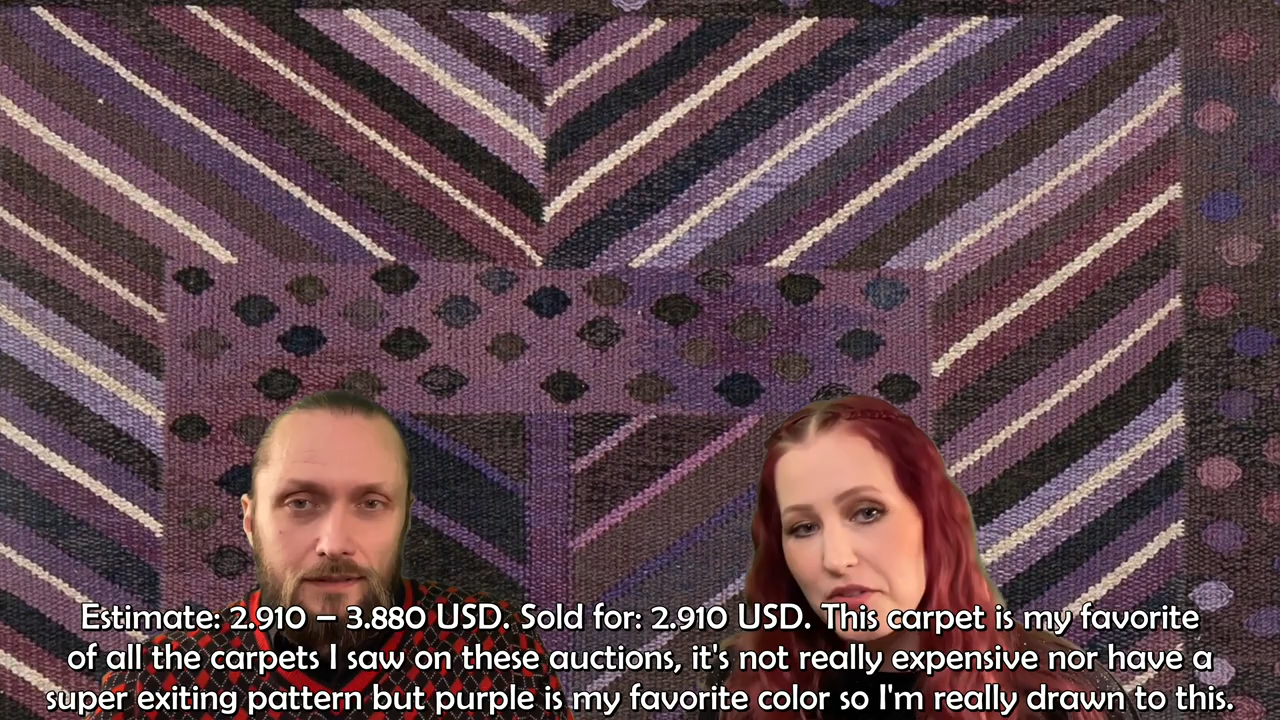 Estimate: 2.910 – 3.880 USD. Sold for: 2.910 USD. This carpet is my favorite
of all the carpets I saw on these auctions, it's not really expensive nor have a
super exiting pattern but purple is my favorite color so I'm really drawn to this.